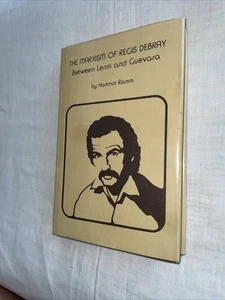 THE MARXISM OF REGIS DEBRAY
Between Lenin and Guevara
by Hartmut Ramm